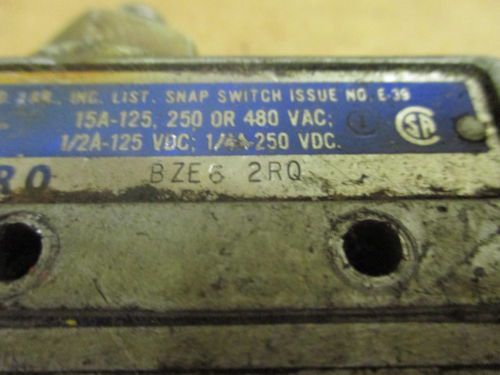 INC. LIST. SNAP SWITCH ISSUE NO. E-39
15A-125, 250 OR 480 VAC;
1/2A-125 VDC; 1/4A-250 VDC.
RO BZE6 2RQ